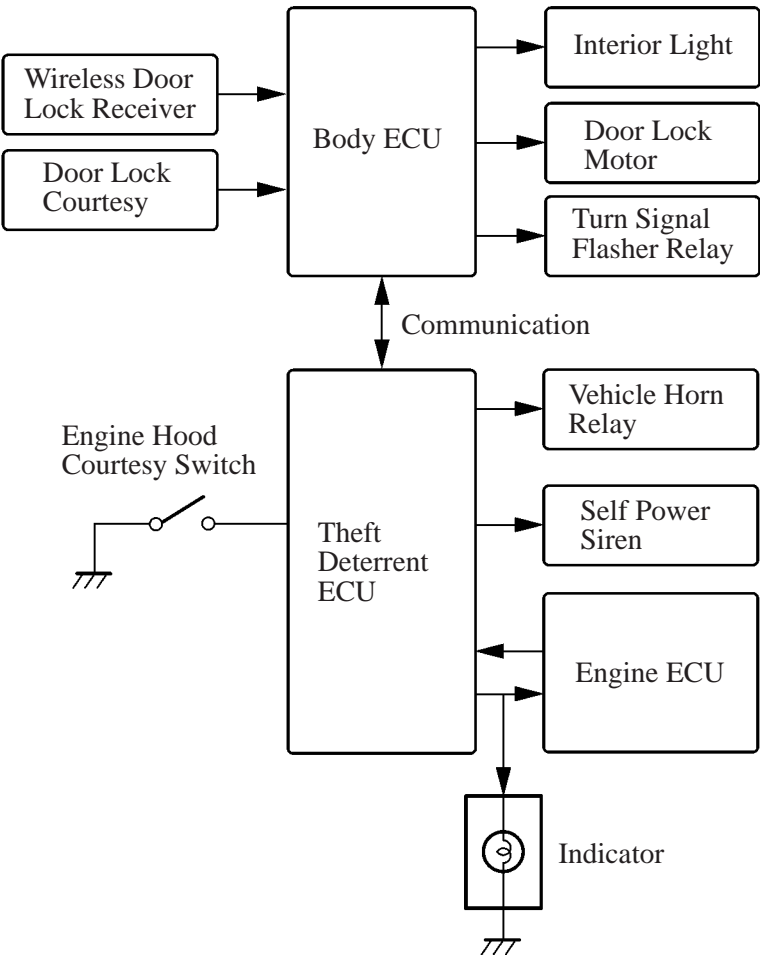 Interior Light
Wireless Door
Lock Receiver
Body ECU
Door Lock
Motor
Door Lock
Courtesy
Turn Signal
Flasher Relay
Communication
Vehicle Horn
Relay
Engine Hood
Courtesy Switch
Self Power
Siren
Theft
Deterrent
ECU
Engine ECU
Indicator